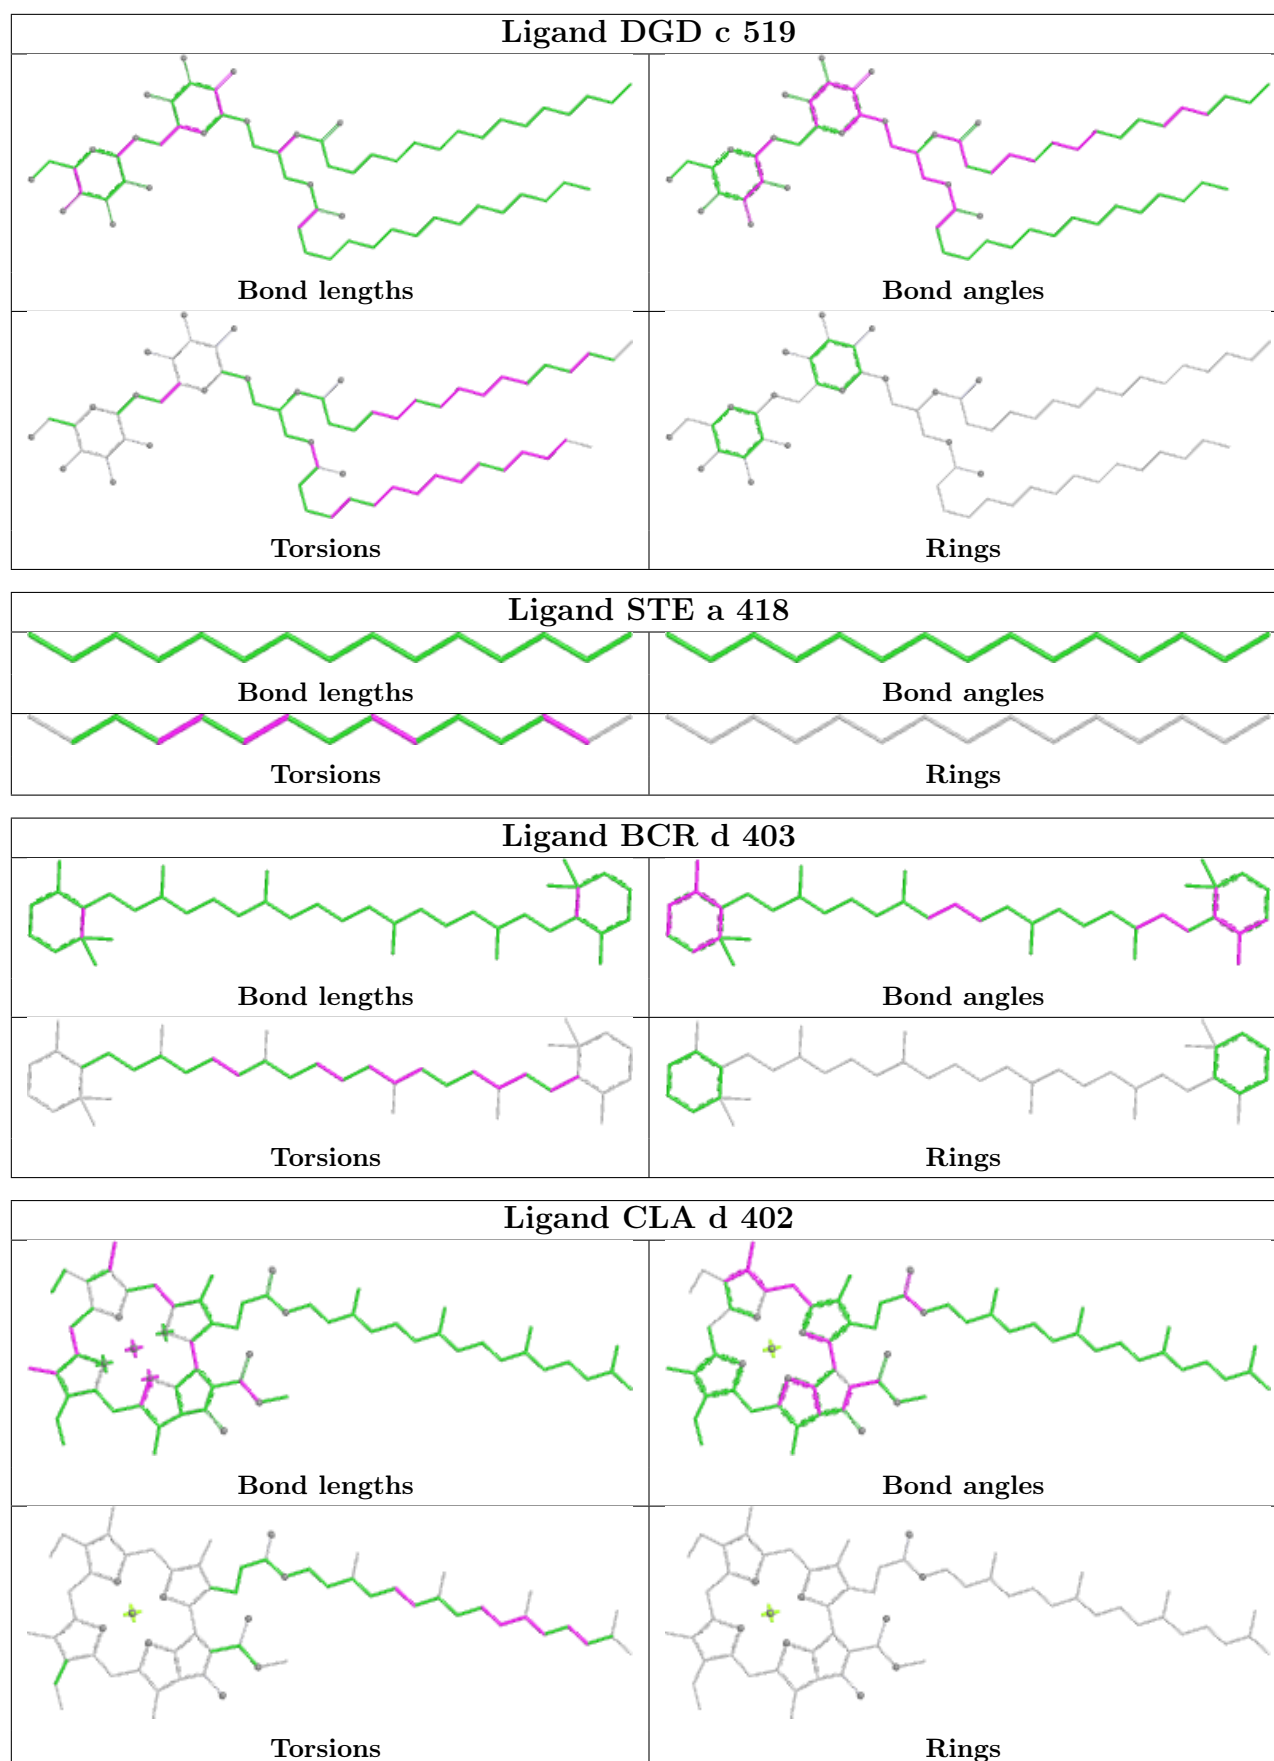 Ligand DGD c 519
Bond lengths
Bond angles
Torsions
Rings
Ligand STE a 418
Bond lengths
Bond angles
Torsions
Rings
Ligand BCR d 403
Bond lengths
Bond angles
Torsions
Rings
Ligand CLA d 402
Bond lengths
Bond angles
Torsions
Rings